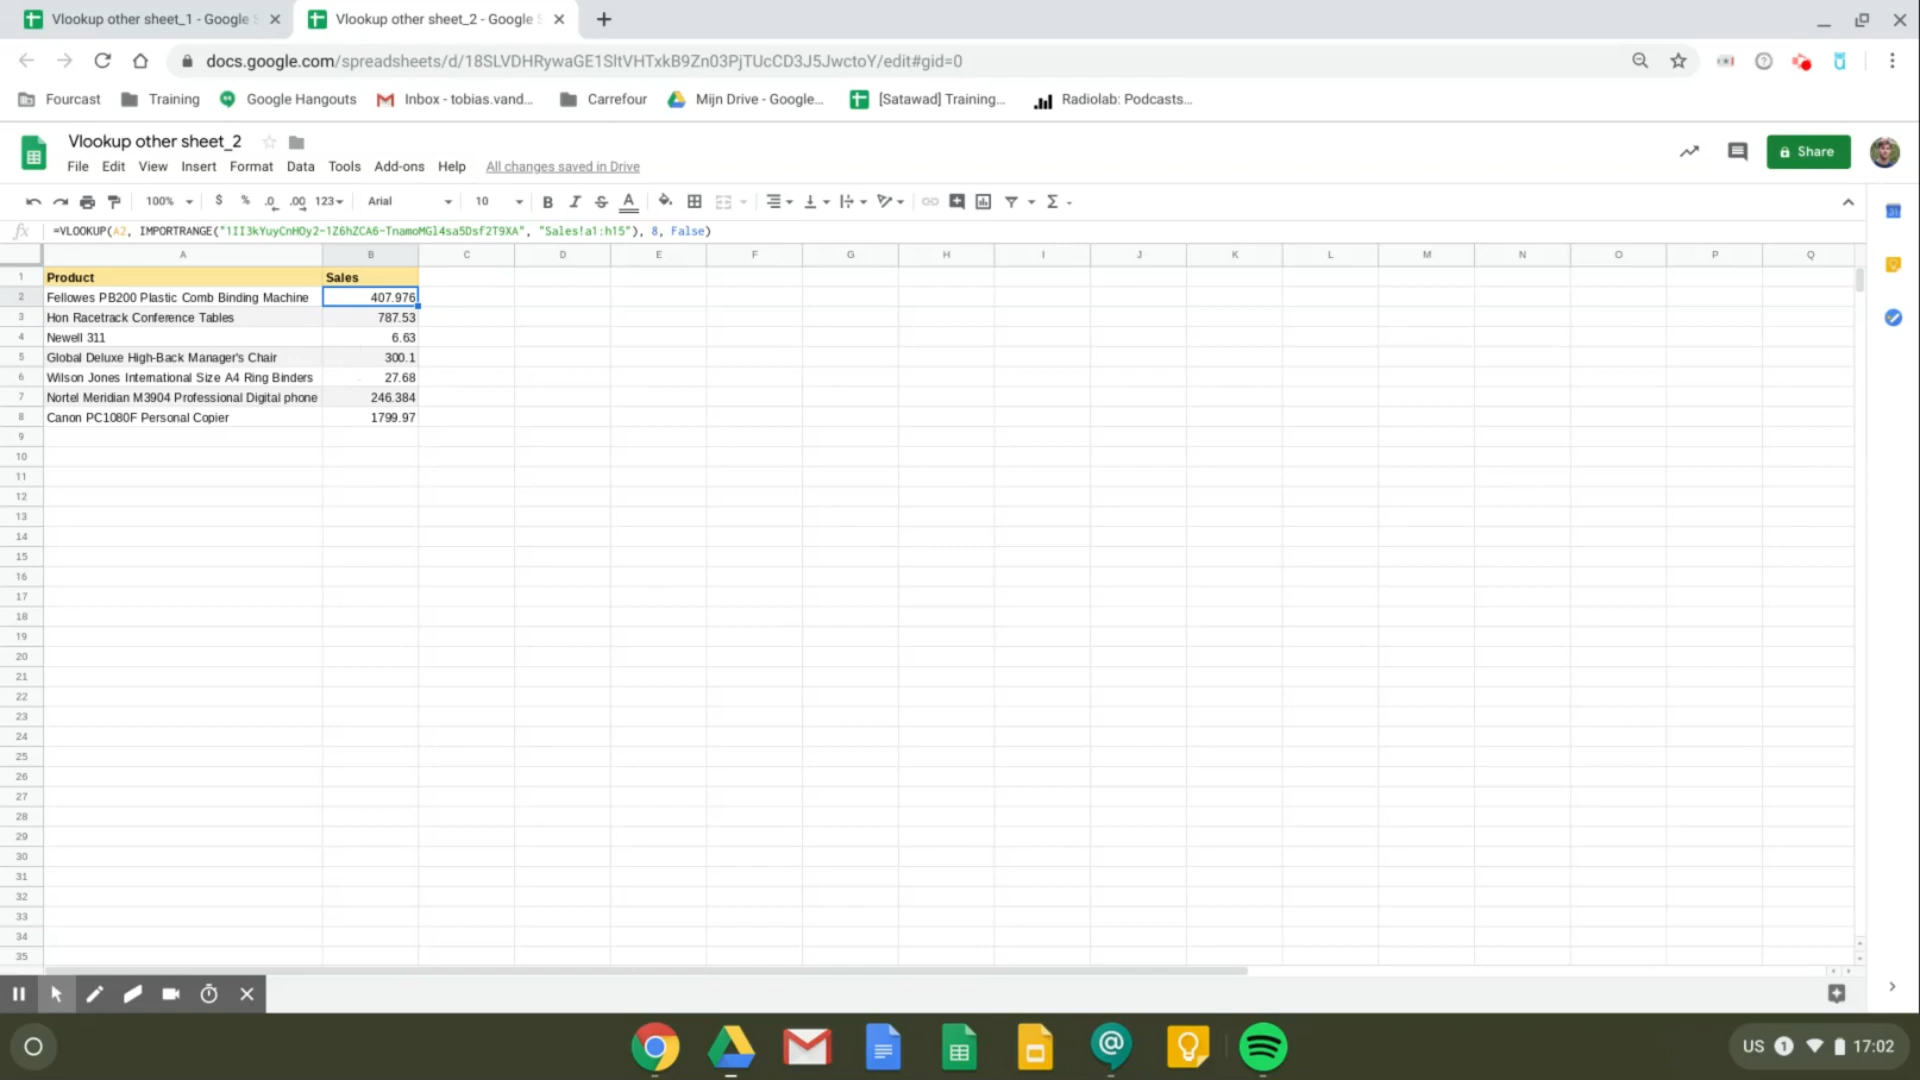 Vlookup other sheet_1 - Google S
Vlookup other sheet_2 - Google S
docs.google.com/spreadsheets/d/18SLVDHRywaGE1SltVHTxkB9Zn03PjTUcCD3J5JwctoY/edit#gid=0
Fourcast Training Google Hangouts Inbox - tobias.vand... Carrefour Mijn Drive - Google... [Satawad] Training... Radiolab: Podcasts...
Vlookup other sheet_2
File Edit View Insert Format Data Tools Add-ons Help All changes saved in Drive
Share
100% $ % .0 .00 123 Arial 10 B I S A Σ
fx =VLOOKUP(A2, IMPORTRANGE("1II3kYuyCnHOy2-1Z6hZCA6-TnamoMGl4sa5Dsf2T9XA", "Sales!a1:h15"), 8, False)
A B C D E F G H I J K L M N O P Q
1 Product Sales
2 Fellowes PB200 Plastic Comb Binding Machine 407.976
3 Hon Racetrack Conference Tables 787.53
4 Newell 311 6.63
5 Global Deluxe High-Back Manager's Chair 300.1
6 Wilson Jones International Size A4 Ring Binders 27.68
7 Nortel Meridian M3904 Professional Digital phone 246.384
8 Canon PC1080F Personal Copier 1799.97
9
10
11
12
13
14
15
16
17
18
19
20
21
22
23
24
25
26
27
28
29
30
31
32
33
34
35
US 1 17:02